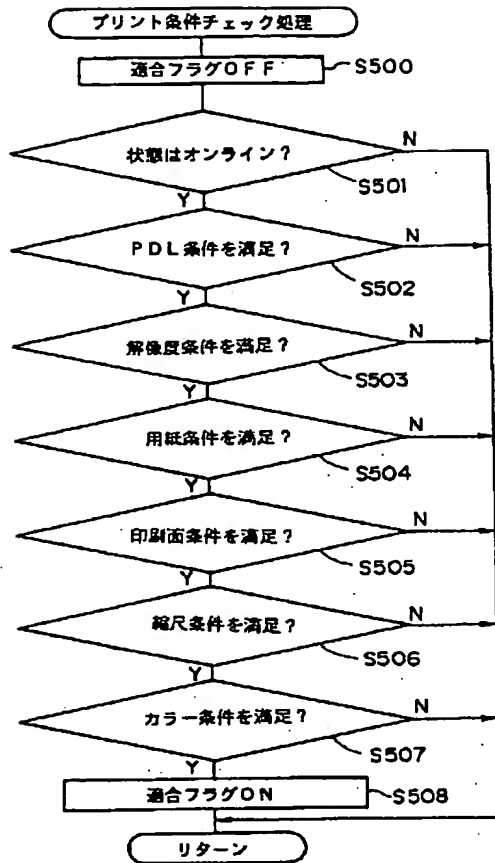 プリント条件チェック処理
適合フラグOFF
S500
状態はオンライン?
N
S501
Y
PDL条件を満足?
N
S502
Y
解像度条件を満足?
N
S503
Y
用紙条件を満足?
N
S504
Y
印刷面条件を満足?
N
S505
Y
縮尺条件を満足?
N
S506
Y
カラー条件を満足?
N
S507
Y
適合フラグON
S508
リターン